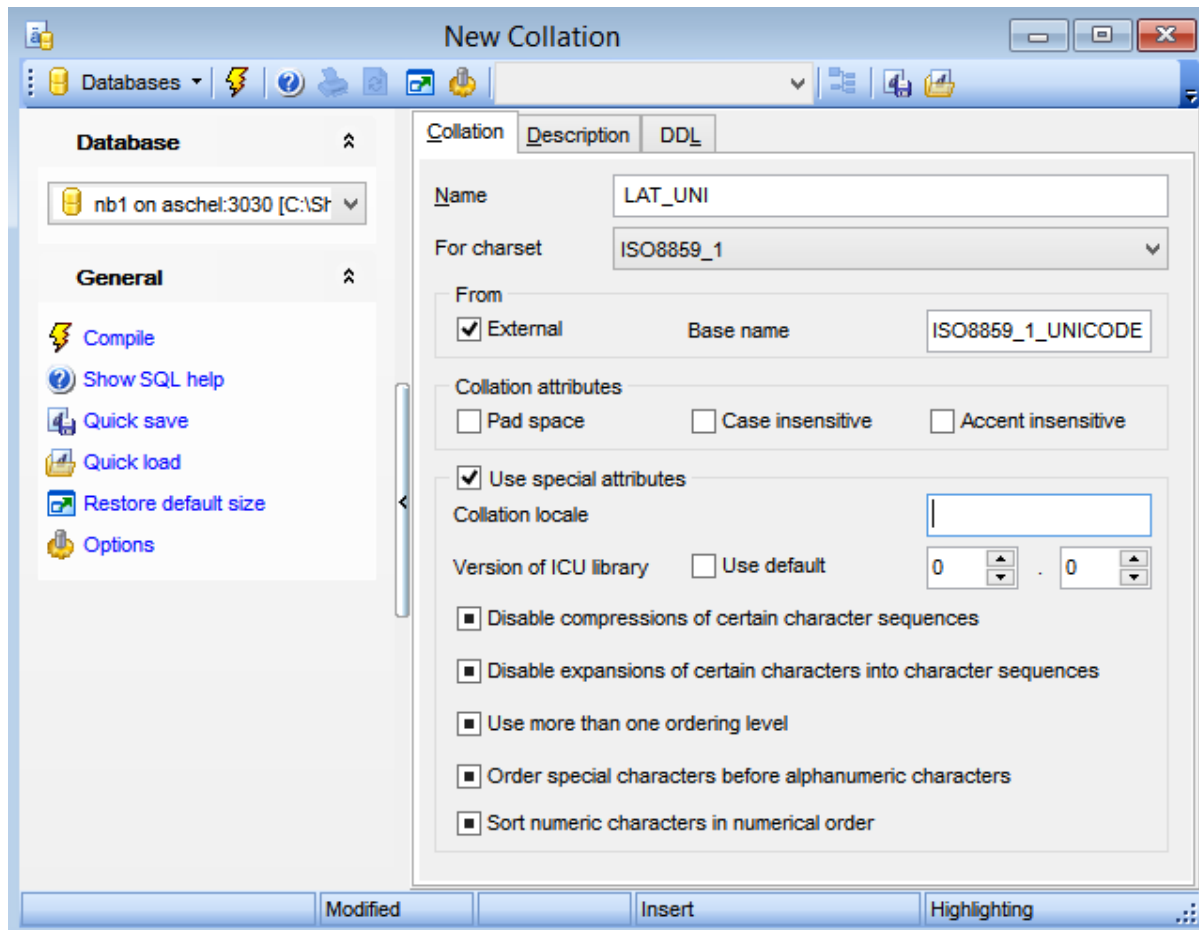 New Collation
Databases
Database
nb1 on aschel:3030 [C:\Sh
General
Compile
Show SQL help
Quick save
Quick load
Restore default size
Options
Collation Description DDL
Name LAT_UNI
For charset ISO8859_1
From
External Base name ISO8859_1_UNICODE
Collation attributes
Pad space Case insensitive Accent insensitive
Use special attributes
Collation locale
Version of ICU library Use default 0 . 0
Disable compressions of certain character sequences
Disable expansions of certain characters into character sequences
Use more than one ordering level
Order special characters before alphanumeric characters
Sort numeric characters in numerical order
Modified Insert Highlighting